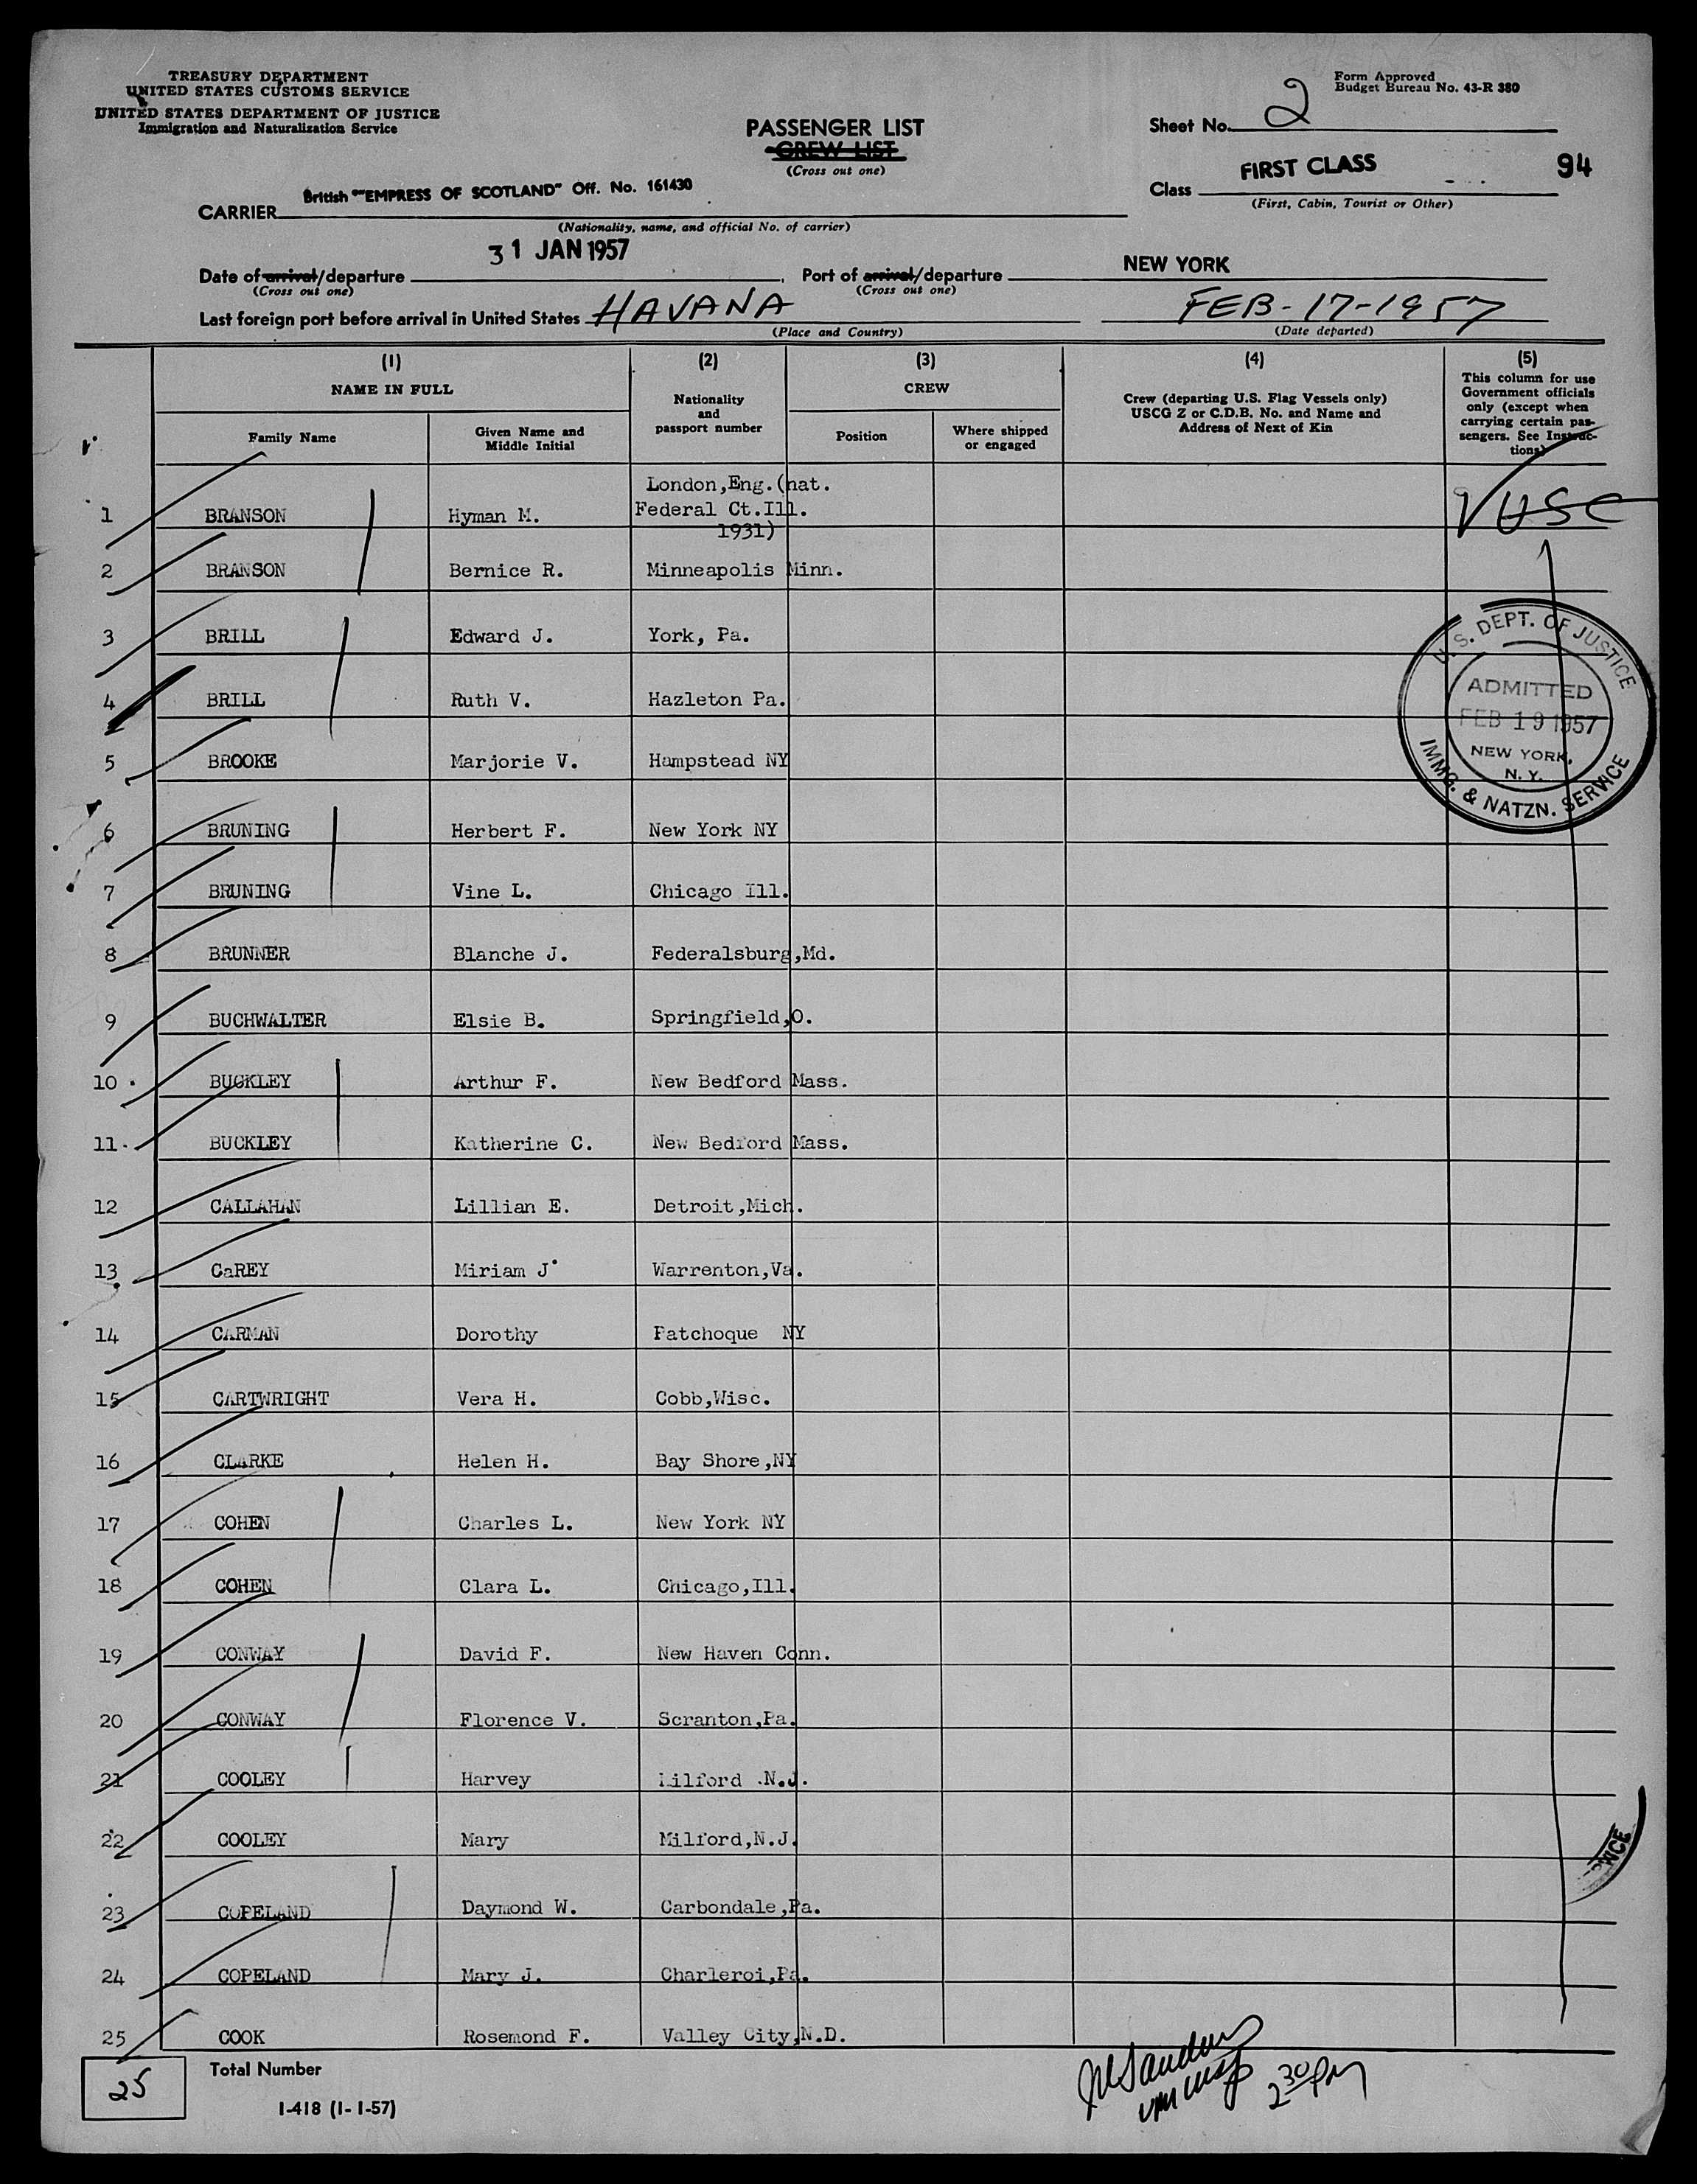 TREASURY DEPARTMENT
UNITED STATES CUSTOMS SERVICE
UNITED STATES DEPARTMENT OF JUSTICE
Immigration and Naturalization Service
Form Approved
Budget Bureau No. 43-R 380
PASSENGER LIST
CREW LIST
(Cross out one)
Sheet No. 2
FIRST CLASS 94
Class
(First, Cabin, Tourist or Other)
British "EMPRESS OF SCOTLAND" Off. No. 161430
CARRIER
(Nationality, name, and official No. of carrier)
31 JAN 1957
NEW YORK
Date of arrival/departure , Port of arrival/departure
(Cross out one) (Cross out one)
Last foreign port before arrival in United States HAVANA FEB-17-1957
(Place and Country) (Date departed)
(1) (2) (3) (4) (5)
NAME IN FULL
Nationality and passport number
CREW
Crew (departing U.S. Flag Vessels only)
USCG Z or C.D.B. No. and Name and
Address of Next of Kin
This column for use
Government officials
only (except when
carrying certain pas-
sengers. See Instruc-
tions)
Family Name
Given Name and
Middle Initial
Position
Where shipped
or engaged
1 BRANSON Hyman M. London,Eng.(nat.
Federal Ct.Ill.
1931)
VUSC
2 BRANSON Bernice R. Minneapolis Minn.
3 BRILL Edward J. York, Pa.
4 BRILL Ruth V. Hazleton Pa.
U.S. DEPT. OF JUSTICE
ADMITTED
FEB 19 1957
NEW YORK,
N. Y.
IMMG. & NATZN. SERVICE
5 BROOKE Marjorie V. Hampstead NY
6 BRUNING Herbert F. New York NY
7 BRUNING Vine L. Chicago Ill.
8 BRUNNER Blanche J. Federalsburg,Md.
9 BUCHWALTER Elsie B. Springfield,O.
10 BUCKLEY Arthur F. New Bedford Mass.
11 BUCKLEY Katherine C. New Bedford Mass.
12 CALLAHAN Lillian E. Detroit,Mich.
13 CaREY Miriam J. Warrenton,Va.
14 CARMAN Dorothy Patchoque NY
15 CARTWRIGHT Vera H. Cobb,Wisc.
16 CLARKE Helen H. Bay Shore,NY
17 COHEN Charles L. New York NY
18 COHEN Clara L. Chicago,Ill.
19 CONWAY David F. New Haven Conn.
20 CONWAY Florence V. Scranton,Pa.
21 COOLEY Harvey Milford .N.J.
22 COOLEY Mary Milford,N.J.
23 COPELAND Daymond W. Carbondale,Pa.
24 COPELAND Mary J. Charleroi,Pa.
25 COOK Rosemond F. Valley City,N.D.
25 Total Number
2 30 PM
I-418 (1-1-57)